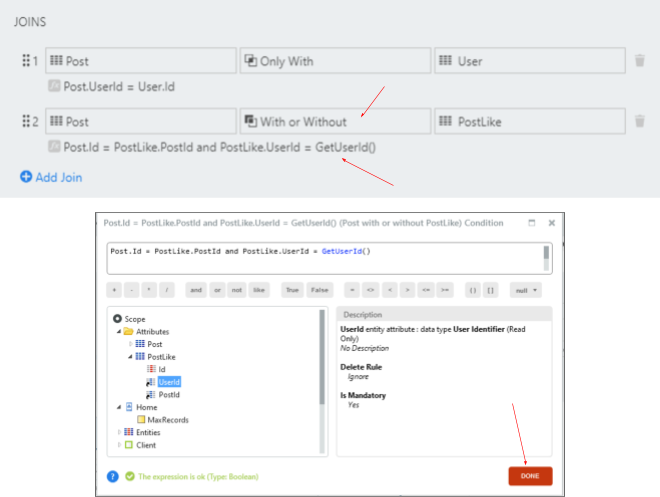 JOINS
1 Post Only With User
Post.UserId = User.Id
2 Post With or Without PostLike
Post.Id = PostLike.PostId and PostLike.UserId = GetUserId()
Add Join
Post.Id = PostLike.PostId and PostLike.UserId = GetUserId() (Post with or without PostLike) Condition
Post.Id = PostLike.PostId and PostLike.UserId = GetUserId()
+ - * / and or not like True False = <> < > <= >= ( ) [ ] null
Scope
Attributes
Post
PostLike
Id
UserId
PostId
Home
MaxRecords
Entities
Client
Description
UserId entity attribute : data type User Identifier (Read
Only)
No Description
Delete Rule
Ignore
Is Mandatory
Yes
? The expression is ok (Type: Boolean)
DONE